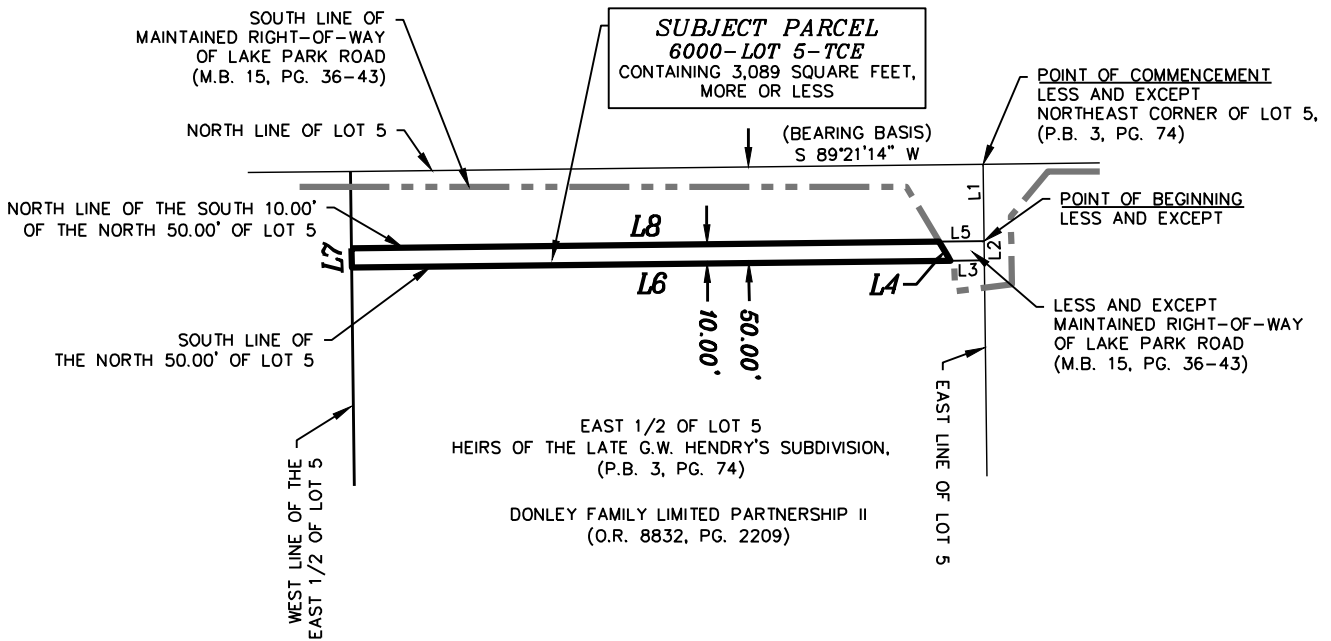 SOUTH LINE OF
MAINTAINED RIGHT-OF-WAY
OF LAKE PARK ROAD
(M.B. 15, PG. 36-43)
SUBJECT PARCEL
6000-LOT 5-TCE
CONTAINING 3,089 SQUARE FEET,
MORE OR LESS
POINT OF COMMENCEMENT
LESS AND EXCEPT
NORTHEAST CORNER OF LOT 5,
(P.B. 3, PG. 74)
NORTH LINE OF LOT 5
(BEARING BASIS)
S 89°21'14" W
L1
POINT OF BEGINNING
LESS AND EXCEPT
NORTH LINE OF THE SOUTH 10.00'
OF THE NORTH 50.00' OF LOT 5
L8
L5
L2
L7
L3
L6
L4
10.00'
50.00'
LESS AND EXCEPT
MAINTAINED RIGHT-OF-WAY
OF LAKE PARK ROAD
(M.B. 15, PG. 36-43)
SOUTH LINE OF
THE NORTH 50.00' OF LOT 5
EAST LINE OF LOT 5
EAST 1/2 OF LOT 5
HEIRS OF THE LATE G.W. HENDRY'S SUBDIVISION,
(P.B. 3, PG. 74)
DONLEY FAMILY LIMITED PARTNERSHIP II
(O.R. 8832, PG. 2209)
WEST LINE OF THE
EAST 1/2 OF LOT 5